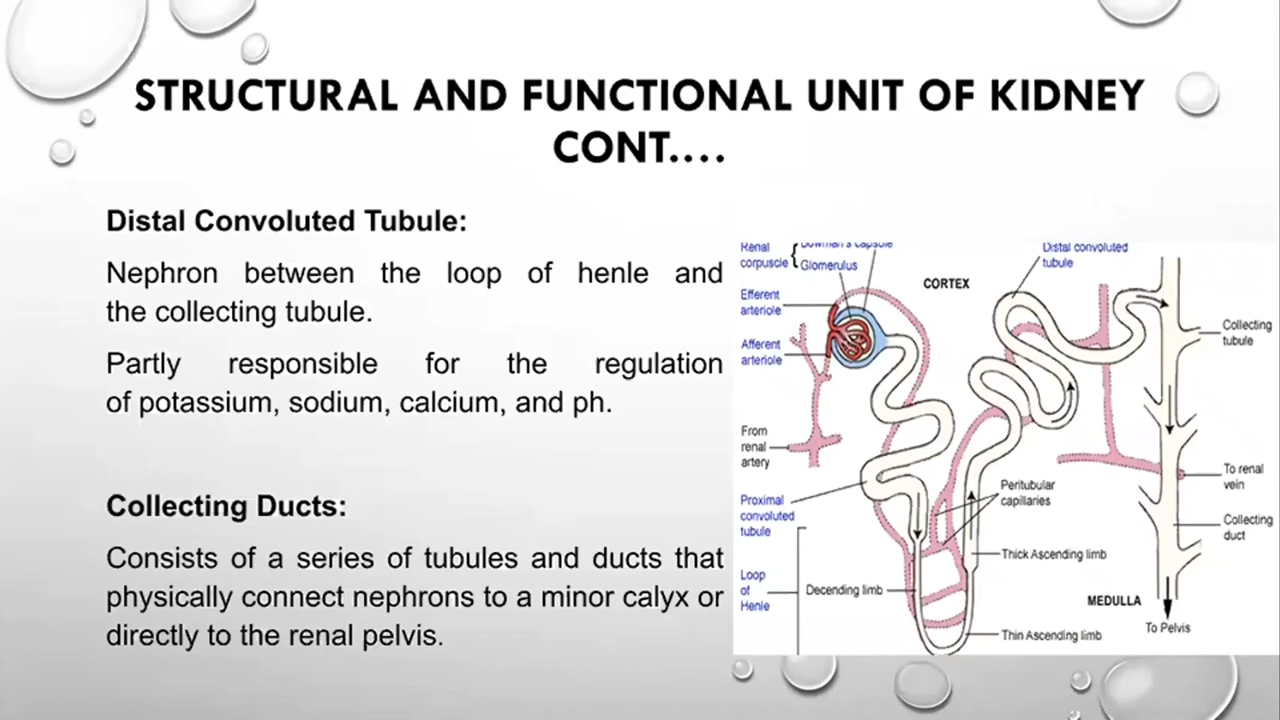 STRUCTURAL AND FUNCTIONAL UNIT OF KIDNEY
CONT....
Distal Convoluted Tubule:
Nephron between the loop of henle and
the collecting tubule.
Partly responsible for the regulation
of potassium, sodium, calcium, and ph.
Collecting Ducts:
Consists of a series of tubules and ducts that
physically connect nephrons to a minor calyx or
directly to the renal pelvis.
Renal
corpuscle
Bowman's capsule
Glomerulus
Efferent
arteriole
Afferent
arteriole
From
renal
artery
Proximal
convoluted
tubule
Loop
of
Henle
Decending limb
CORTEX
Distal convoluted
tubule
Collecting
tubule
Peritubular
capillaries
To renal
vein
Collecting
duct
Thick Ascending limb
MEDULLA
To Pelvis
Thin Ascending limb